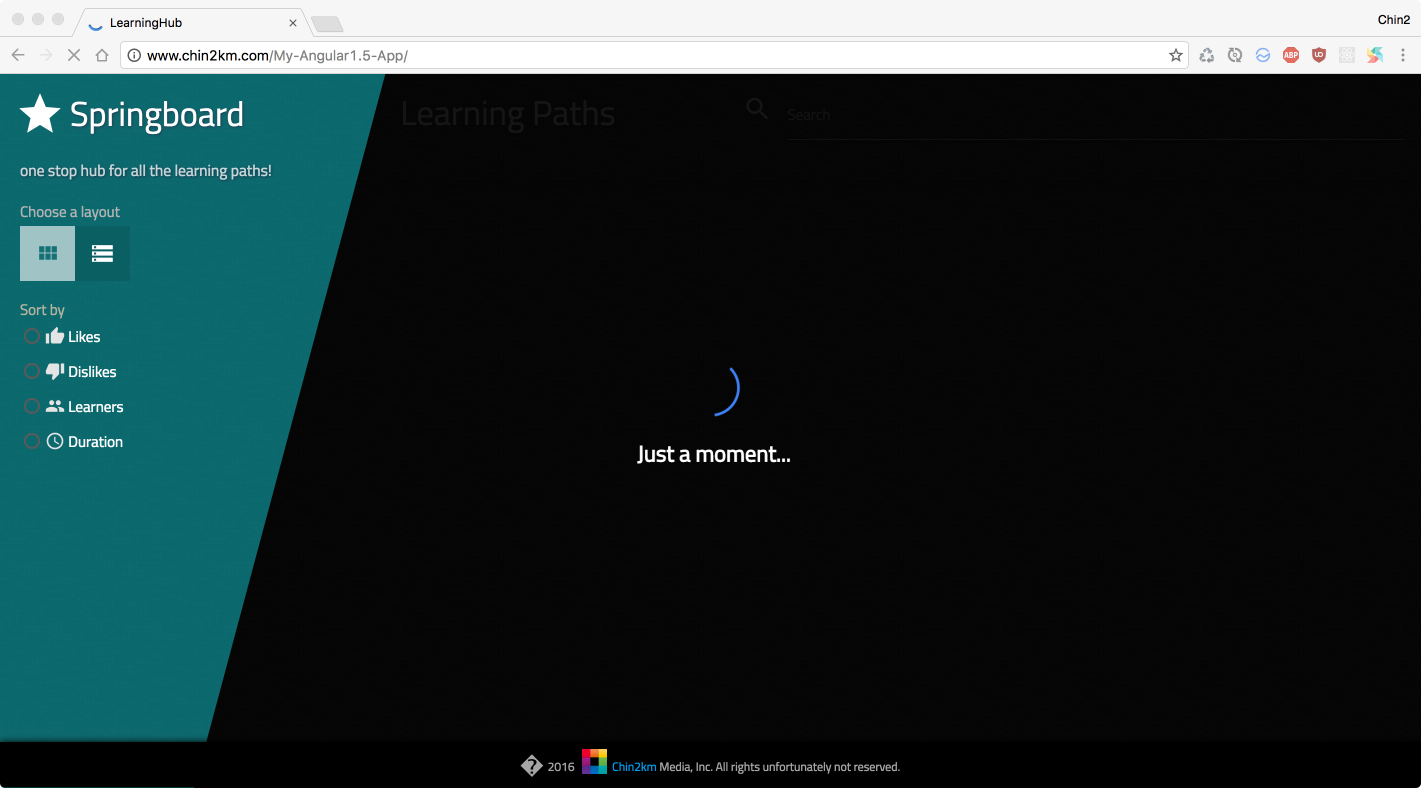 LearningHub
Chin2
www.chin2km.com/My-Angular1.5-App/
ABP
Springboard
Learning Paths
Search
one stop hub for all the learning paths!
Choose a layout
Sort by
Likes
Dislikes
Learners
Duration
Just a moment...
? 2016 Chin2km Media, Inc. All rights unfortunately not reserved.